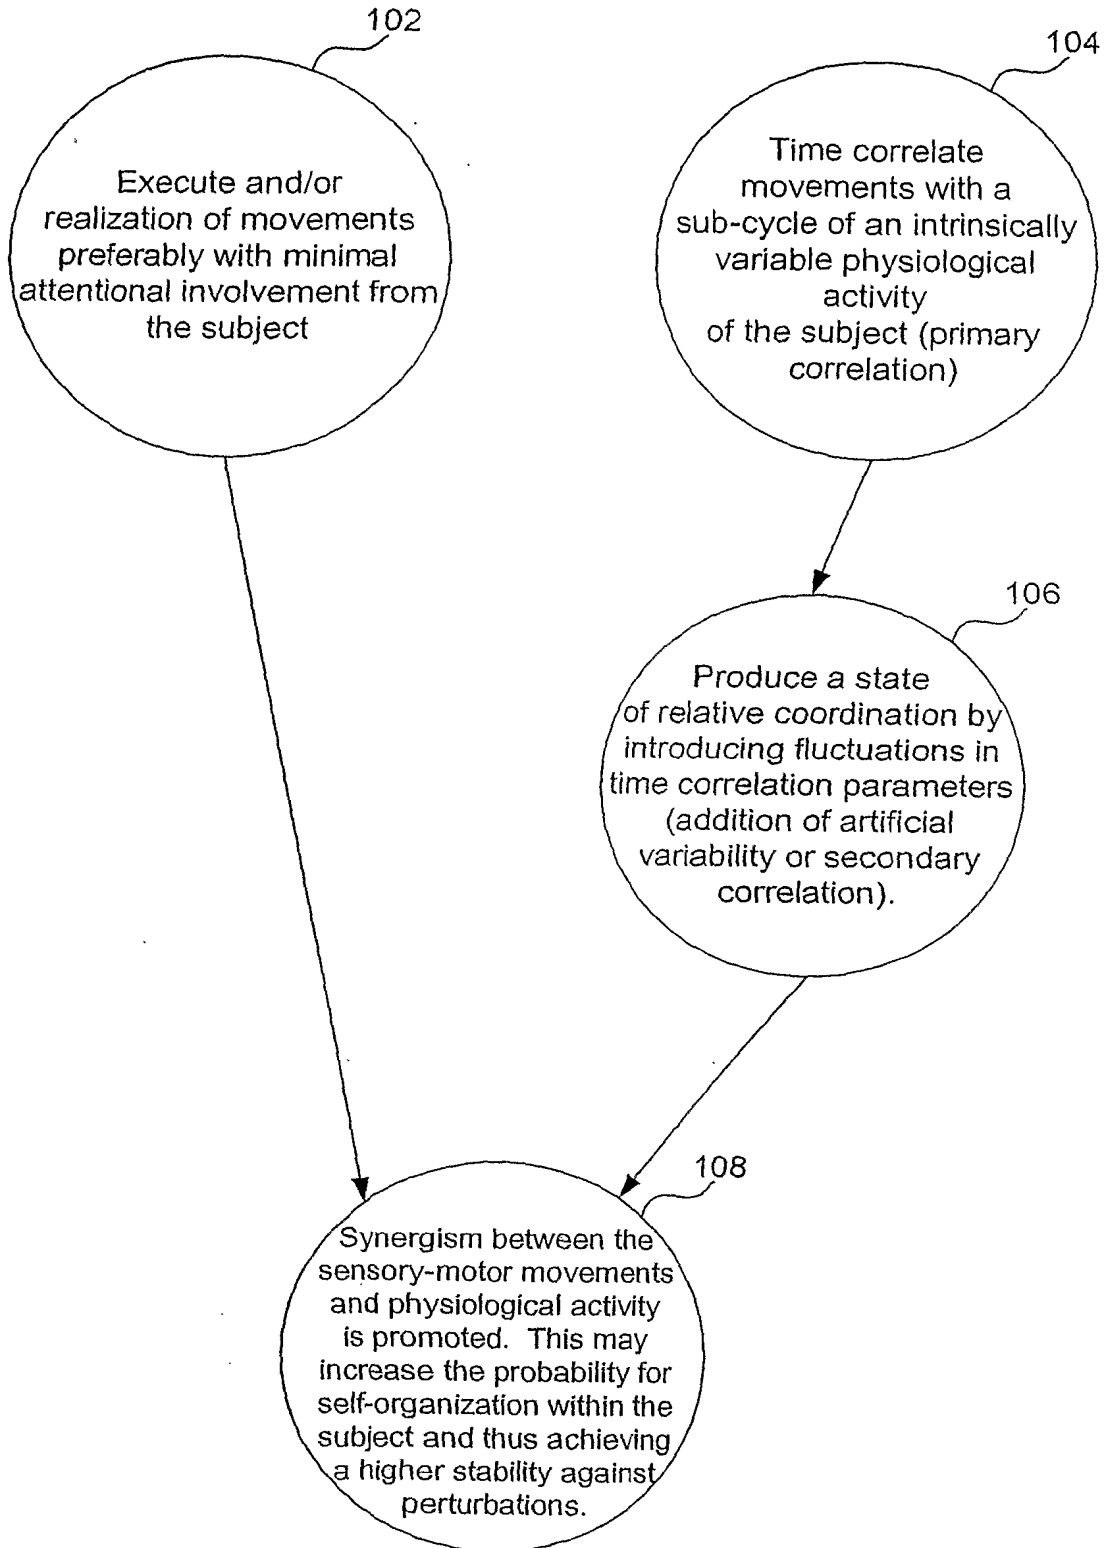 102
Execute and/or
realization of movements
preferably with minimal
attentional involvement from
the subject
104
Time correlate
movements with a
sub-cycle of an intrinsically
variable physiological
activity
of the subject (primary
correlation)
106
Produce a state
of relative coordination by
introducing fluctuations in
time correlation parameters
(addition of artificial
variability or secondary
correlation).
108
Synergism between the
sensory-motor movements
and physiological activity
is promoted. This may
increase the probability for
self-organization within the
subject and thus achieving
a higher stability against
perturbations.